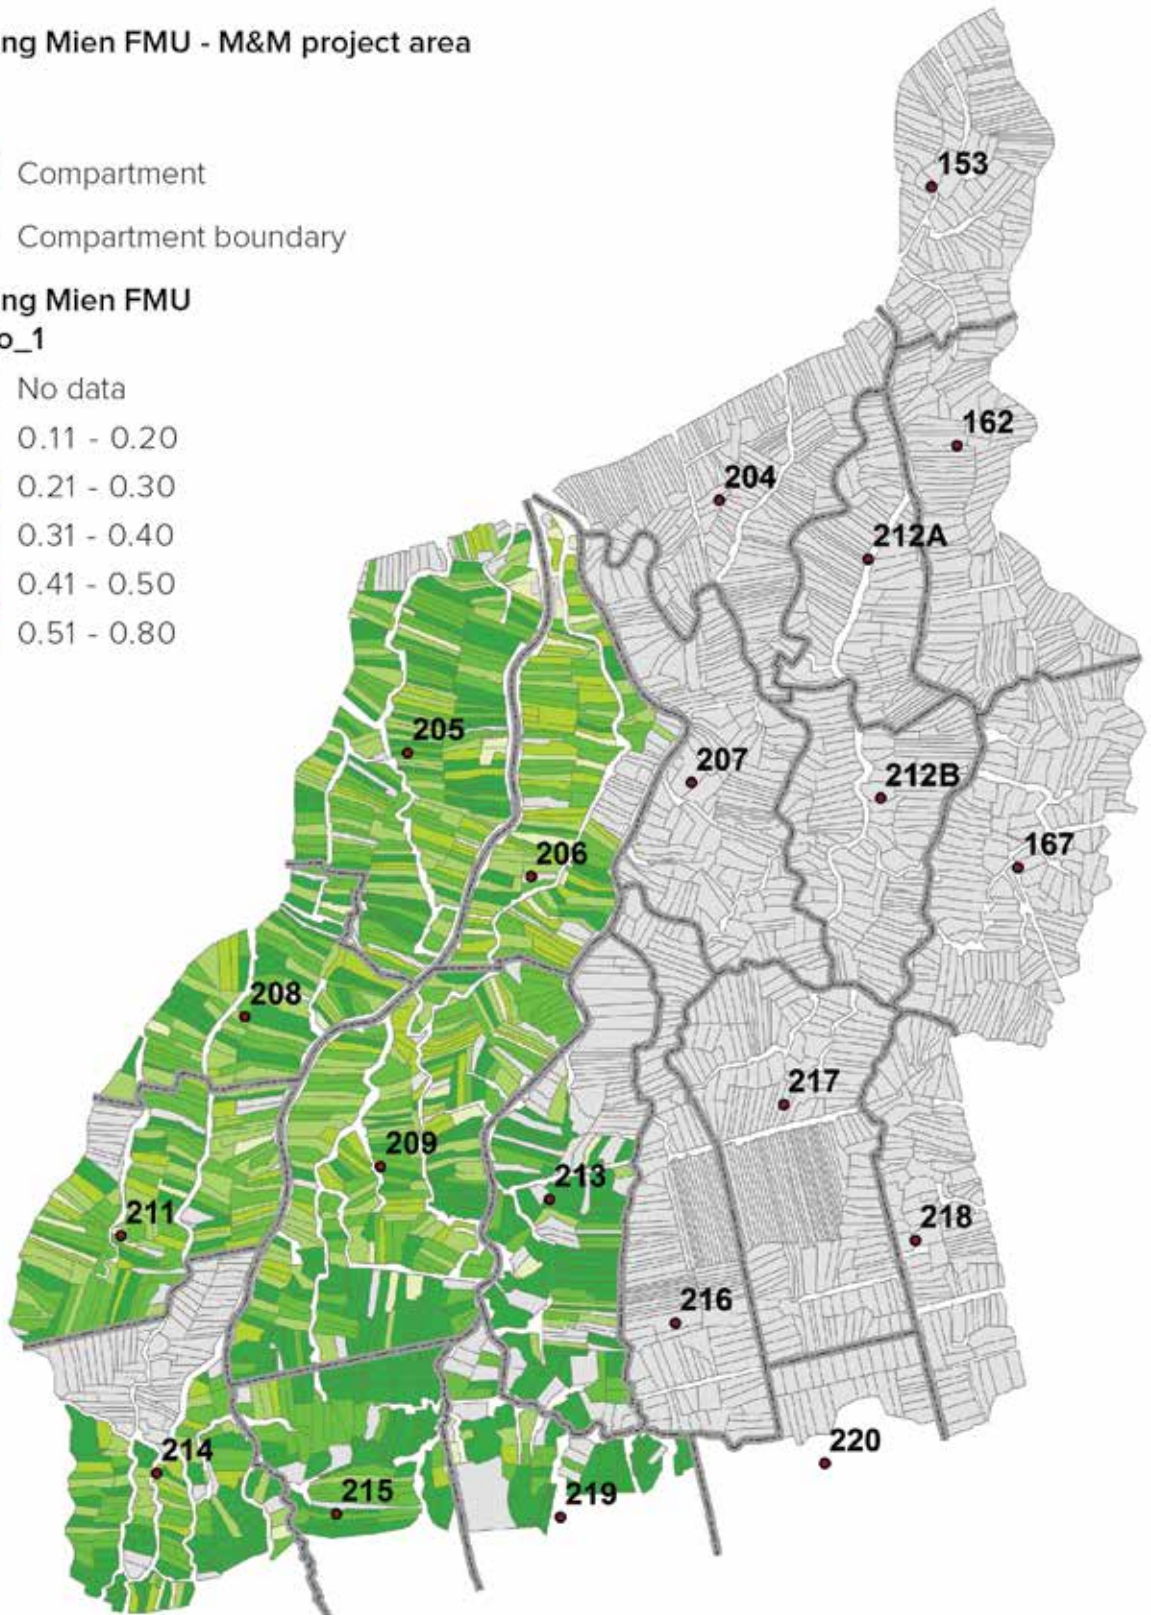 ng Mien FMU - M&M project area
Compartment
Compartment boundary
ng Mien FMU
o_1
No data
0.11 - 0.20
0.21 - 0.30
0.31 - 0.40
0.41 - 0.50
0.51 - 0.80
153
162
204
212A
205
207
212B
206
167
208
217
209
213
211
218
216
220
214
215
219